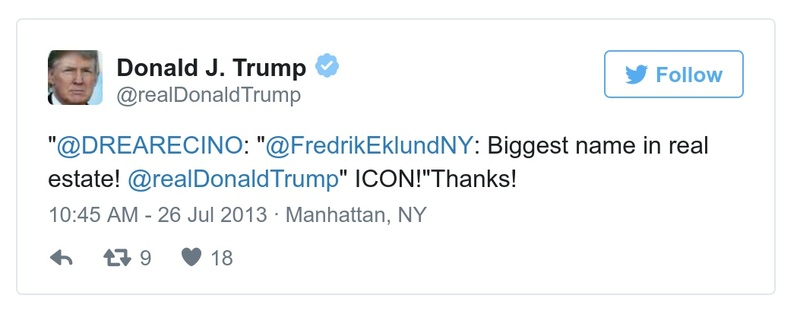 Donald J. Trump
@realDonaldTrump
Follow
"@DREARECINO: "@FredrikEklundNY: Biggest name in real
estate! @realDonaldTrump" ICON!"Thanks!
10:45 AM - 26 Jul 2013 · Manhattan, NY
9 18